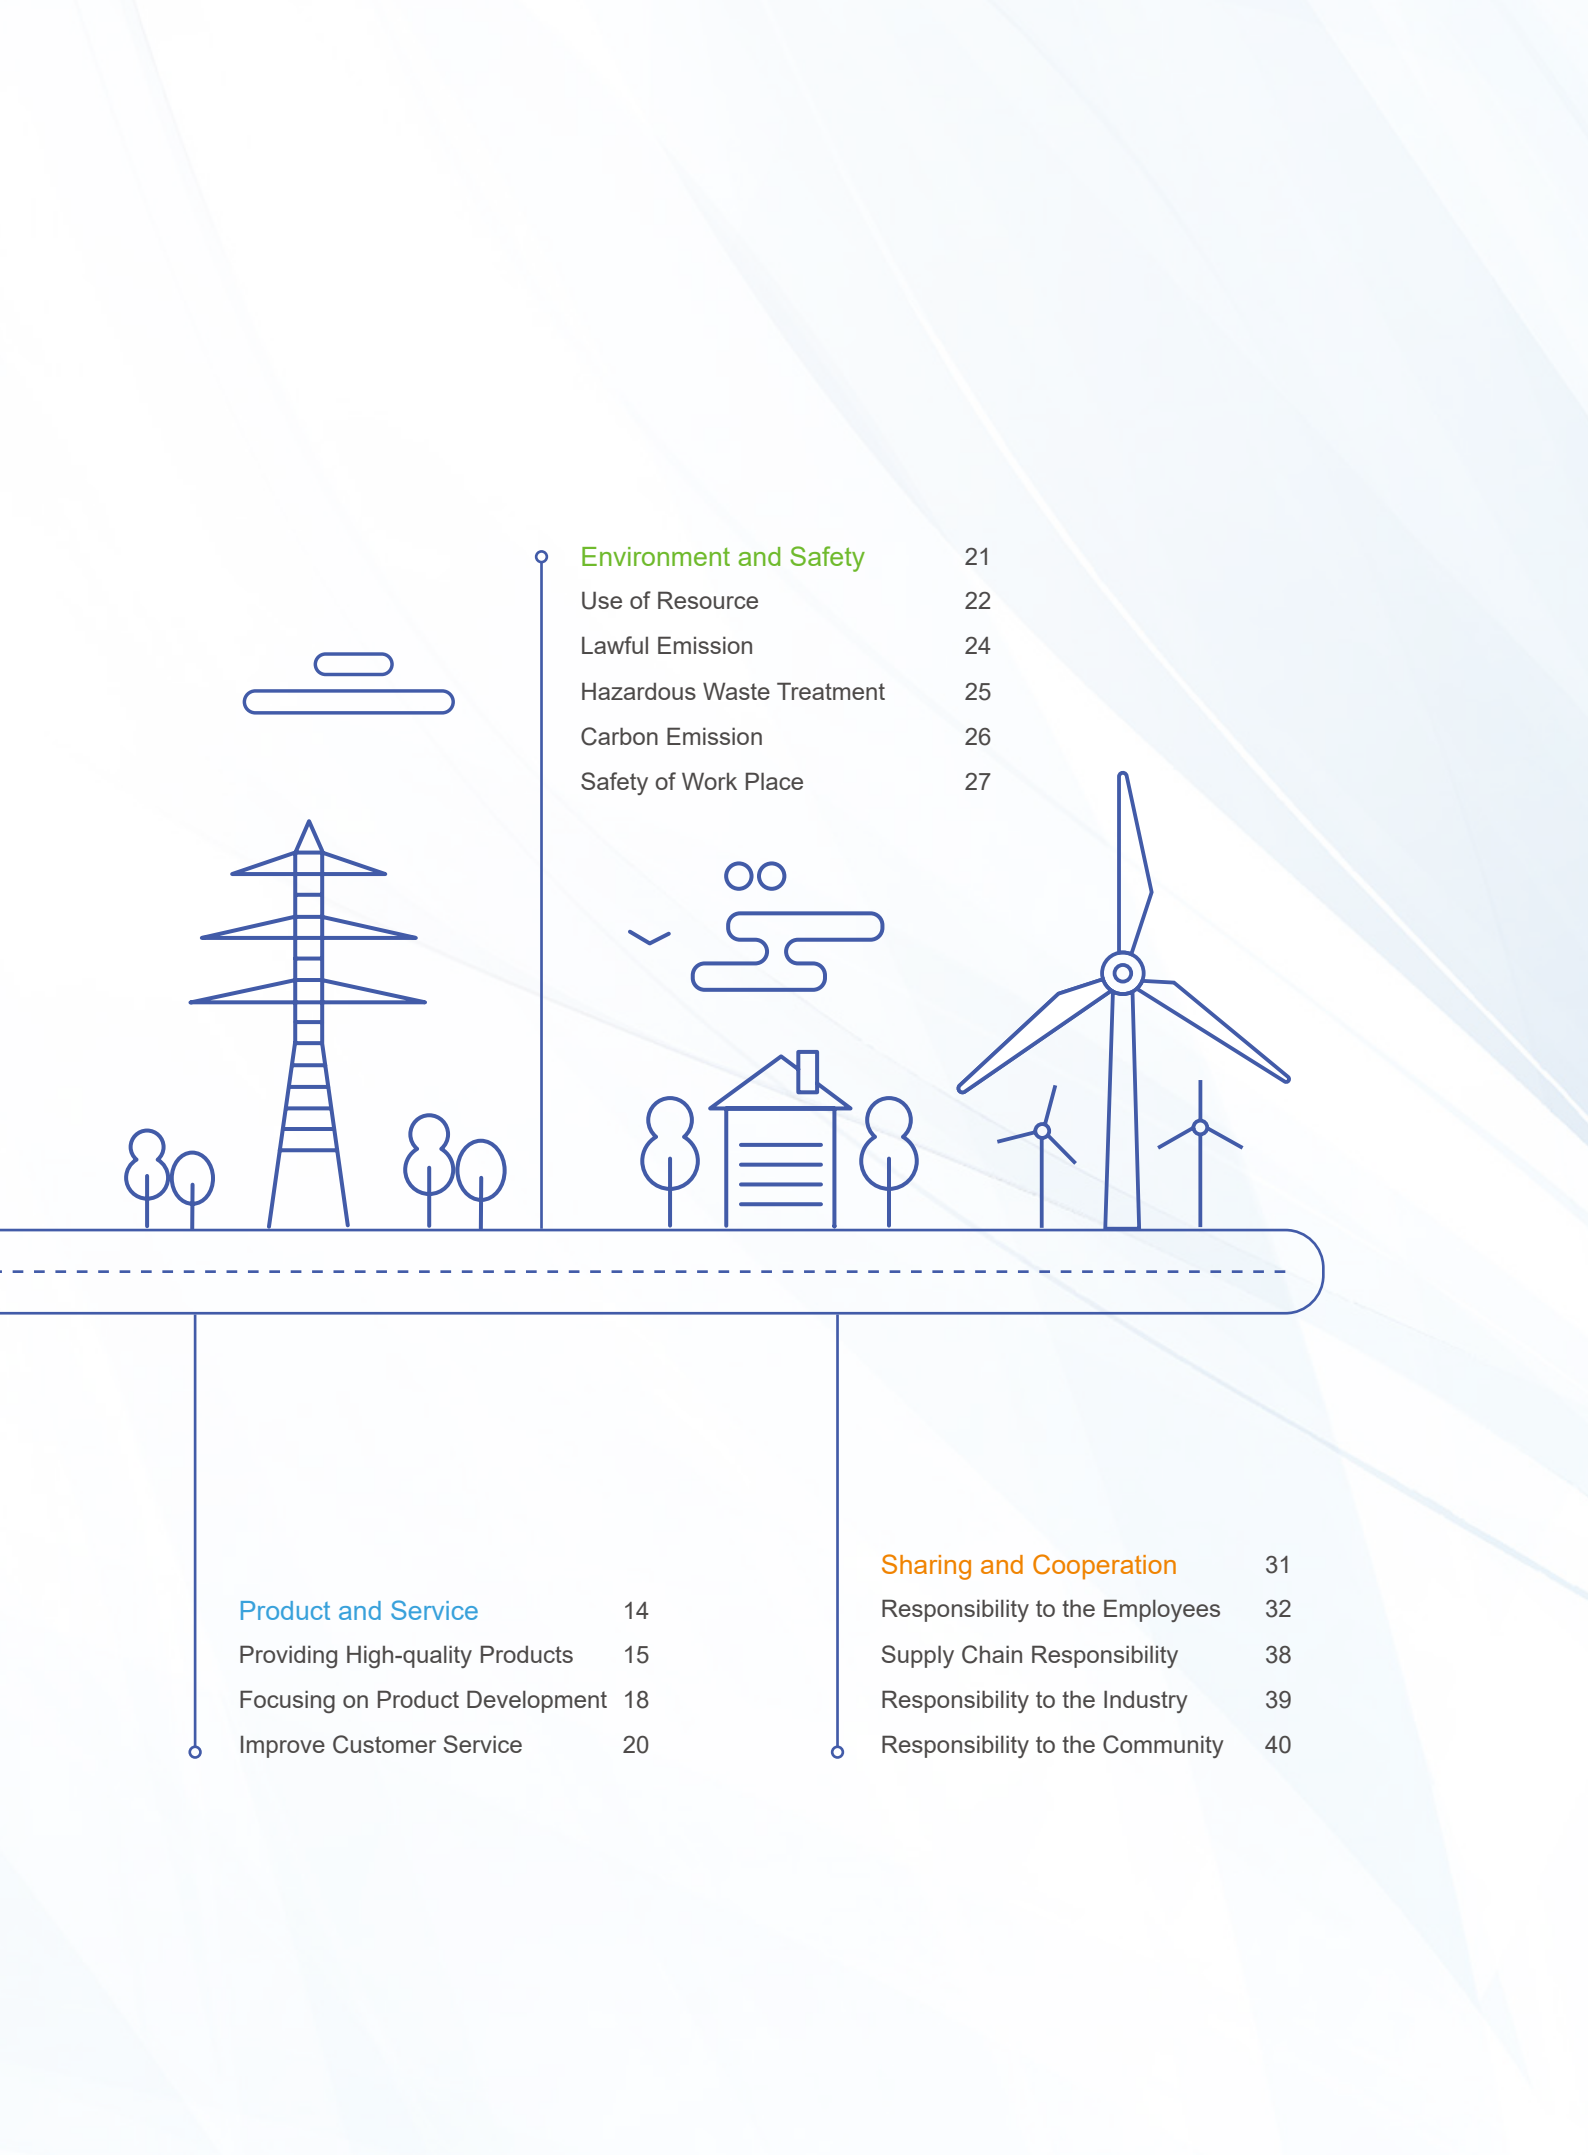 Environment and Safety 21
Use of Resource 22
Lawful Emission 24
Hazardous Waste Treatment 25
Carbon Emission 26
Safety of Work Place 27
Product and Service 14
Providing High-quality Products 15
Focusing on Product Development 18
Improve Customer Service 20
Sharing and Cooperation 31
Responsibility to the Employees 32
Supply Chain Responsibility 38
Responsibility to the Industry 39
Responsibility to the Community 40